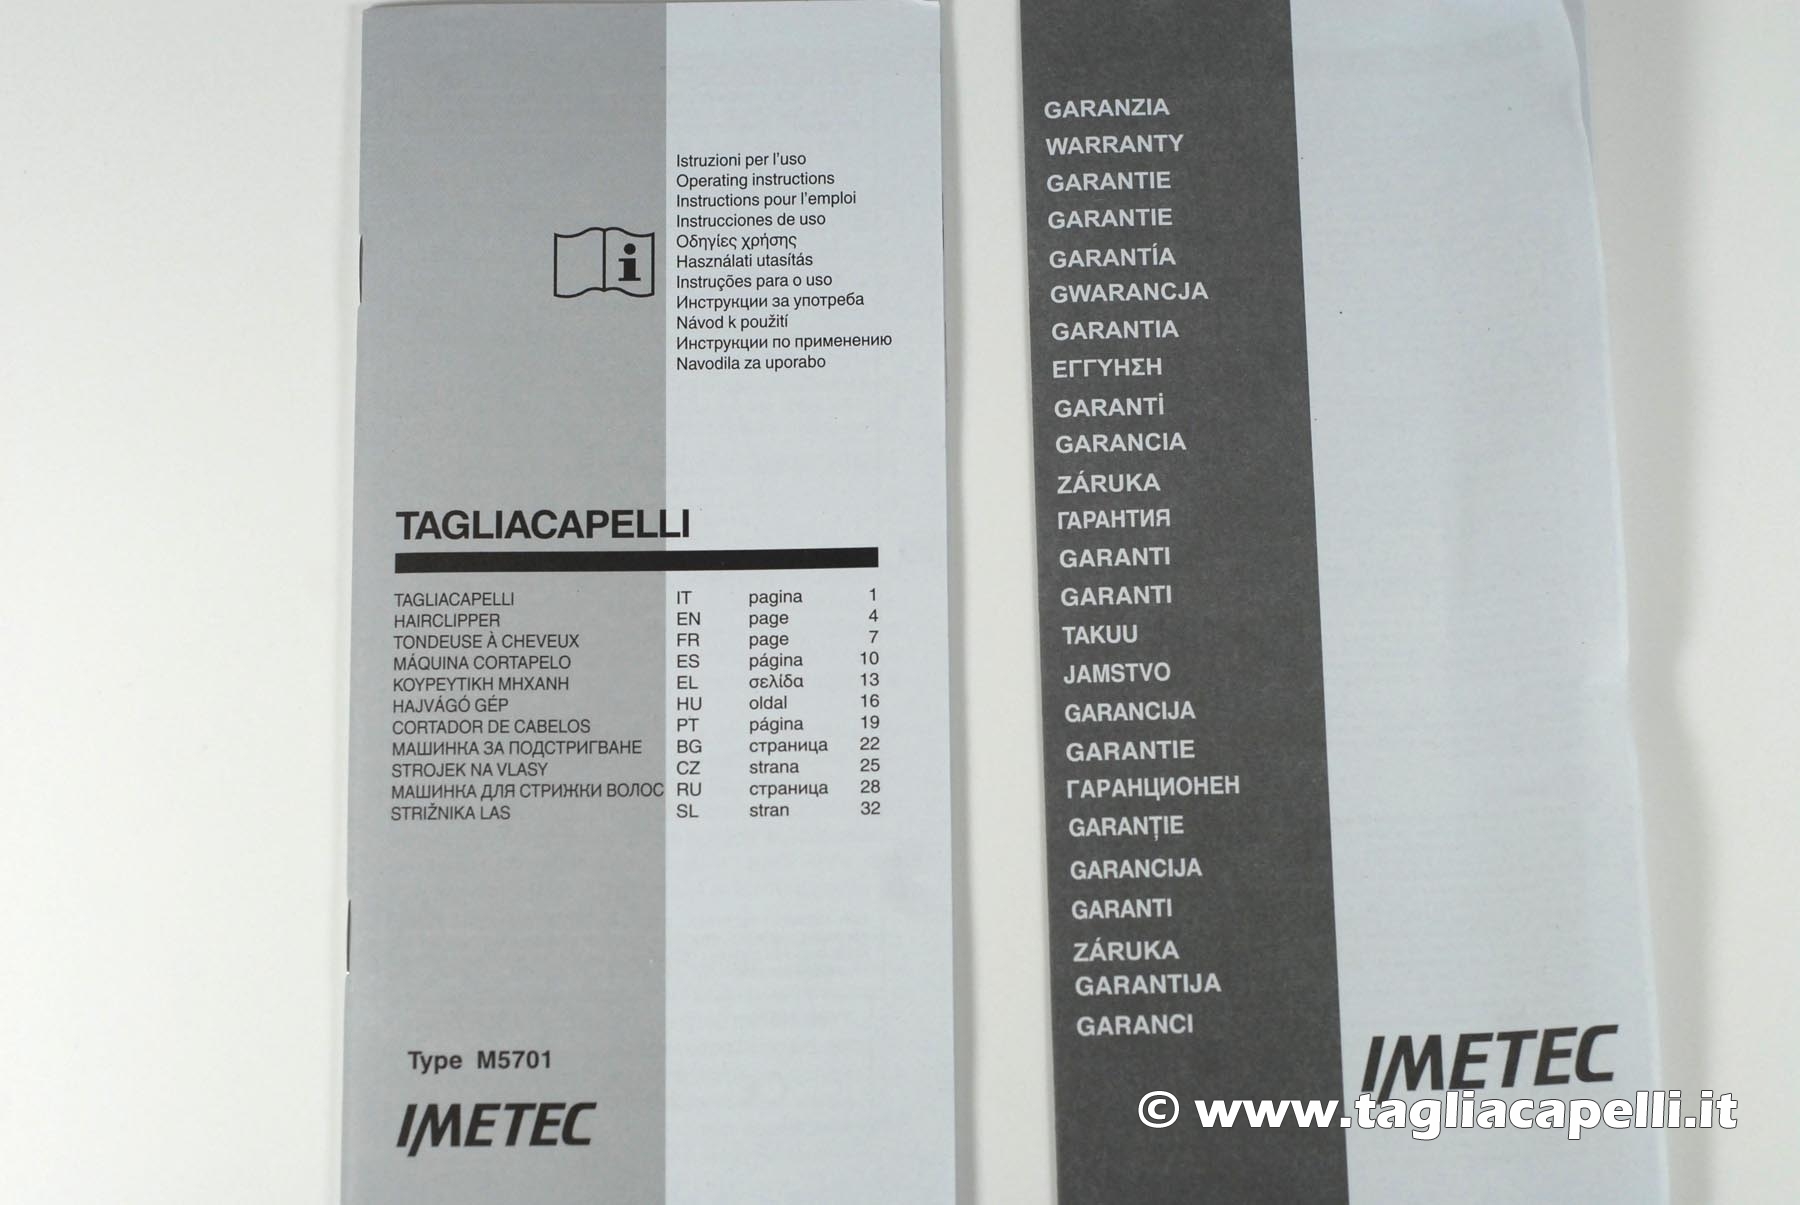 Istruzioni per l'uso
Operating instructions
Instructions pour l'emploi
Instrucciones de uso
Οδηγίες χρήσης
Használati utasítás
Instruções para o uso
Инструкции за употреба
Návod k použití
Инструкции по применению
Navodila za uporabo
TAGLIACAPELLI
TAGLIACAPELLI IT pagina 1
HAIRCLIPPER EN page 4
TONDEUSE À CHEVEUX FR page 7
MÁQUINA CORTAPELO ES página 10
ΚΟΥΡΕΥΤΙΚΗ ΜΗΧΑΝΗ EL σελίδα 13
HAJVÁGÓ GÉP HU oldal 16
CORTADOR DE CABELOS PT página 19
МАШИНКА ЗА ПОДСТРИГВАНЕ BG страница 22
STROJEK NA VLASY CZ strana 25
МАШИНКА ДЛЯ СТРИЖКИ ВОЛОС RU страница 28
STRIŽNIKA LAS SL stran 32
Type M5701
IMETEC
GARANZIA
WARRANTY
GARANTIE
GARANTIE
GARANTÍA
GWARANCJA
GARANTIA
ΕΓΓΥΗΣΗ
GARANTİ
GARANCIA
ZÁRUKA
ГАРАНТИЯ
GARANTI
GARANTI
TAKUU
JAMSTVO
GARANCIJA
GARANTIE
ГАРАНЦИОНЕН
GARANŢIE
GARANCIJA
GARANTI
ZÁRUKA
GARANTIJA
GARANCI
IMETEC
© www.tagliacapelli.it